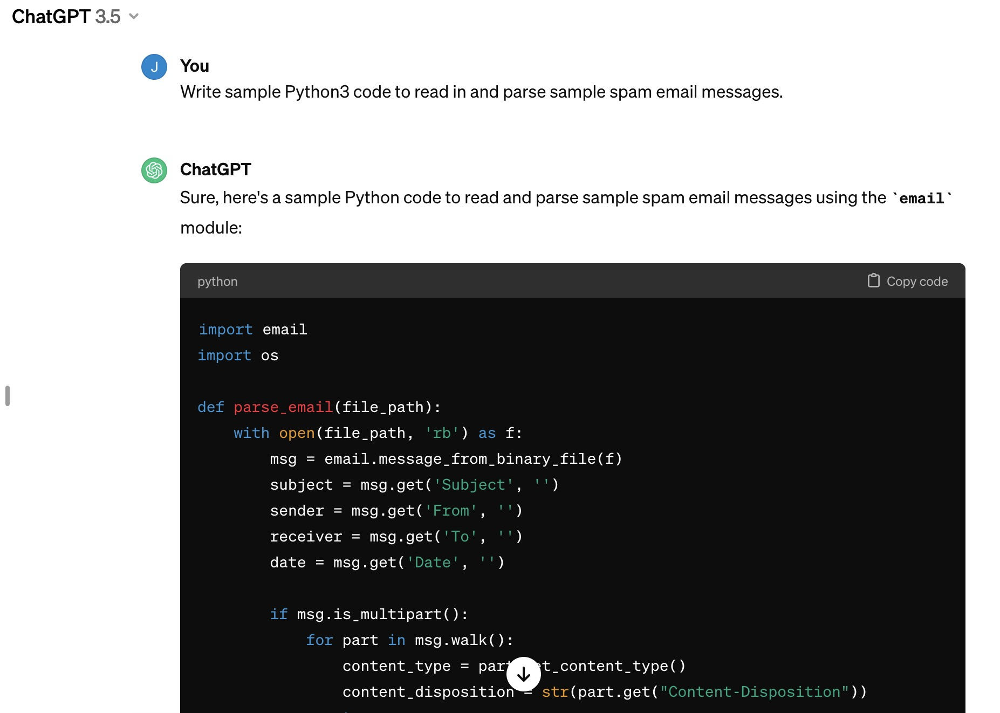 ChatGPT 3.5
J
You
Write sample Python3 code to read in and parse sample spam email messages.
ChatGPT
Sure, here's a sample Python code to read and parse sample spam email messages using the `email`
module:
python
Copy code
import email
import os
def parse_email(file_path):
    with open(file_path, 'rb') as f:
        msg = email.message_from_binary_file(f)
        subject = msg.get('Subject', '')
        sender = msg.get('From', '')
        receiver = msg.get('To', '')
        date = msg.get('Date', '')
        if msg.is_multipart():
            for part in msg.walk():
                content_type = part et_content_type()
                content_disposition = str(part.get("Content-Disposition"))